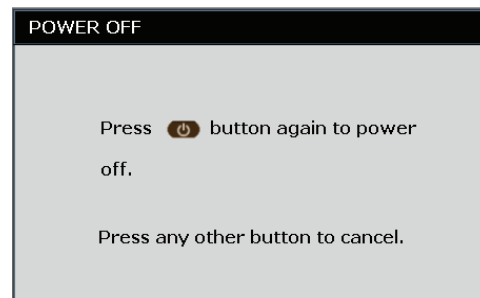 POWER OFF
Press button again to power
off.
Press any other button to cancel.